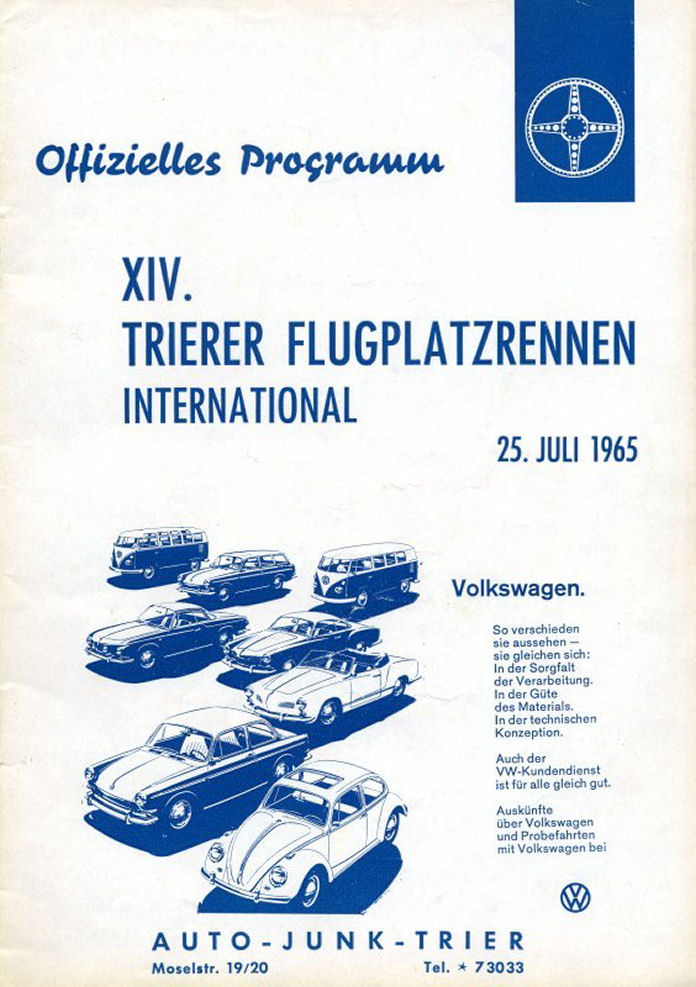 Offizielles Programm
XIV.
TRIERER FLUGPLATZRENNEN
INTERNATIONAL
25. JULI 1965
Volkswagen.
So verschieden
sie aussehen —
sie gleichen sich:
In der Sorgfalt
der Verarbeitung.
In der Güte
des Materials.
In der technischen
Konzeption.
Auch der
VW-Kundendienst
ist für alle gleich gut.
Auskünfte
über Volkswagen
und Probefahrten
mit Volkswagen bei
VW
AUTO-JUNK-TRIER
Moselstr. 19/20 Tel. * 73033